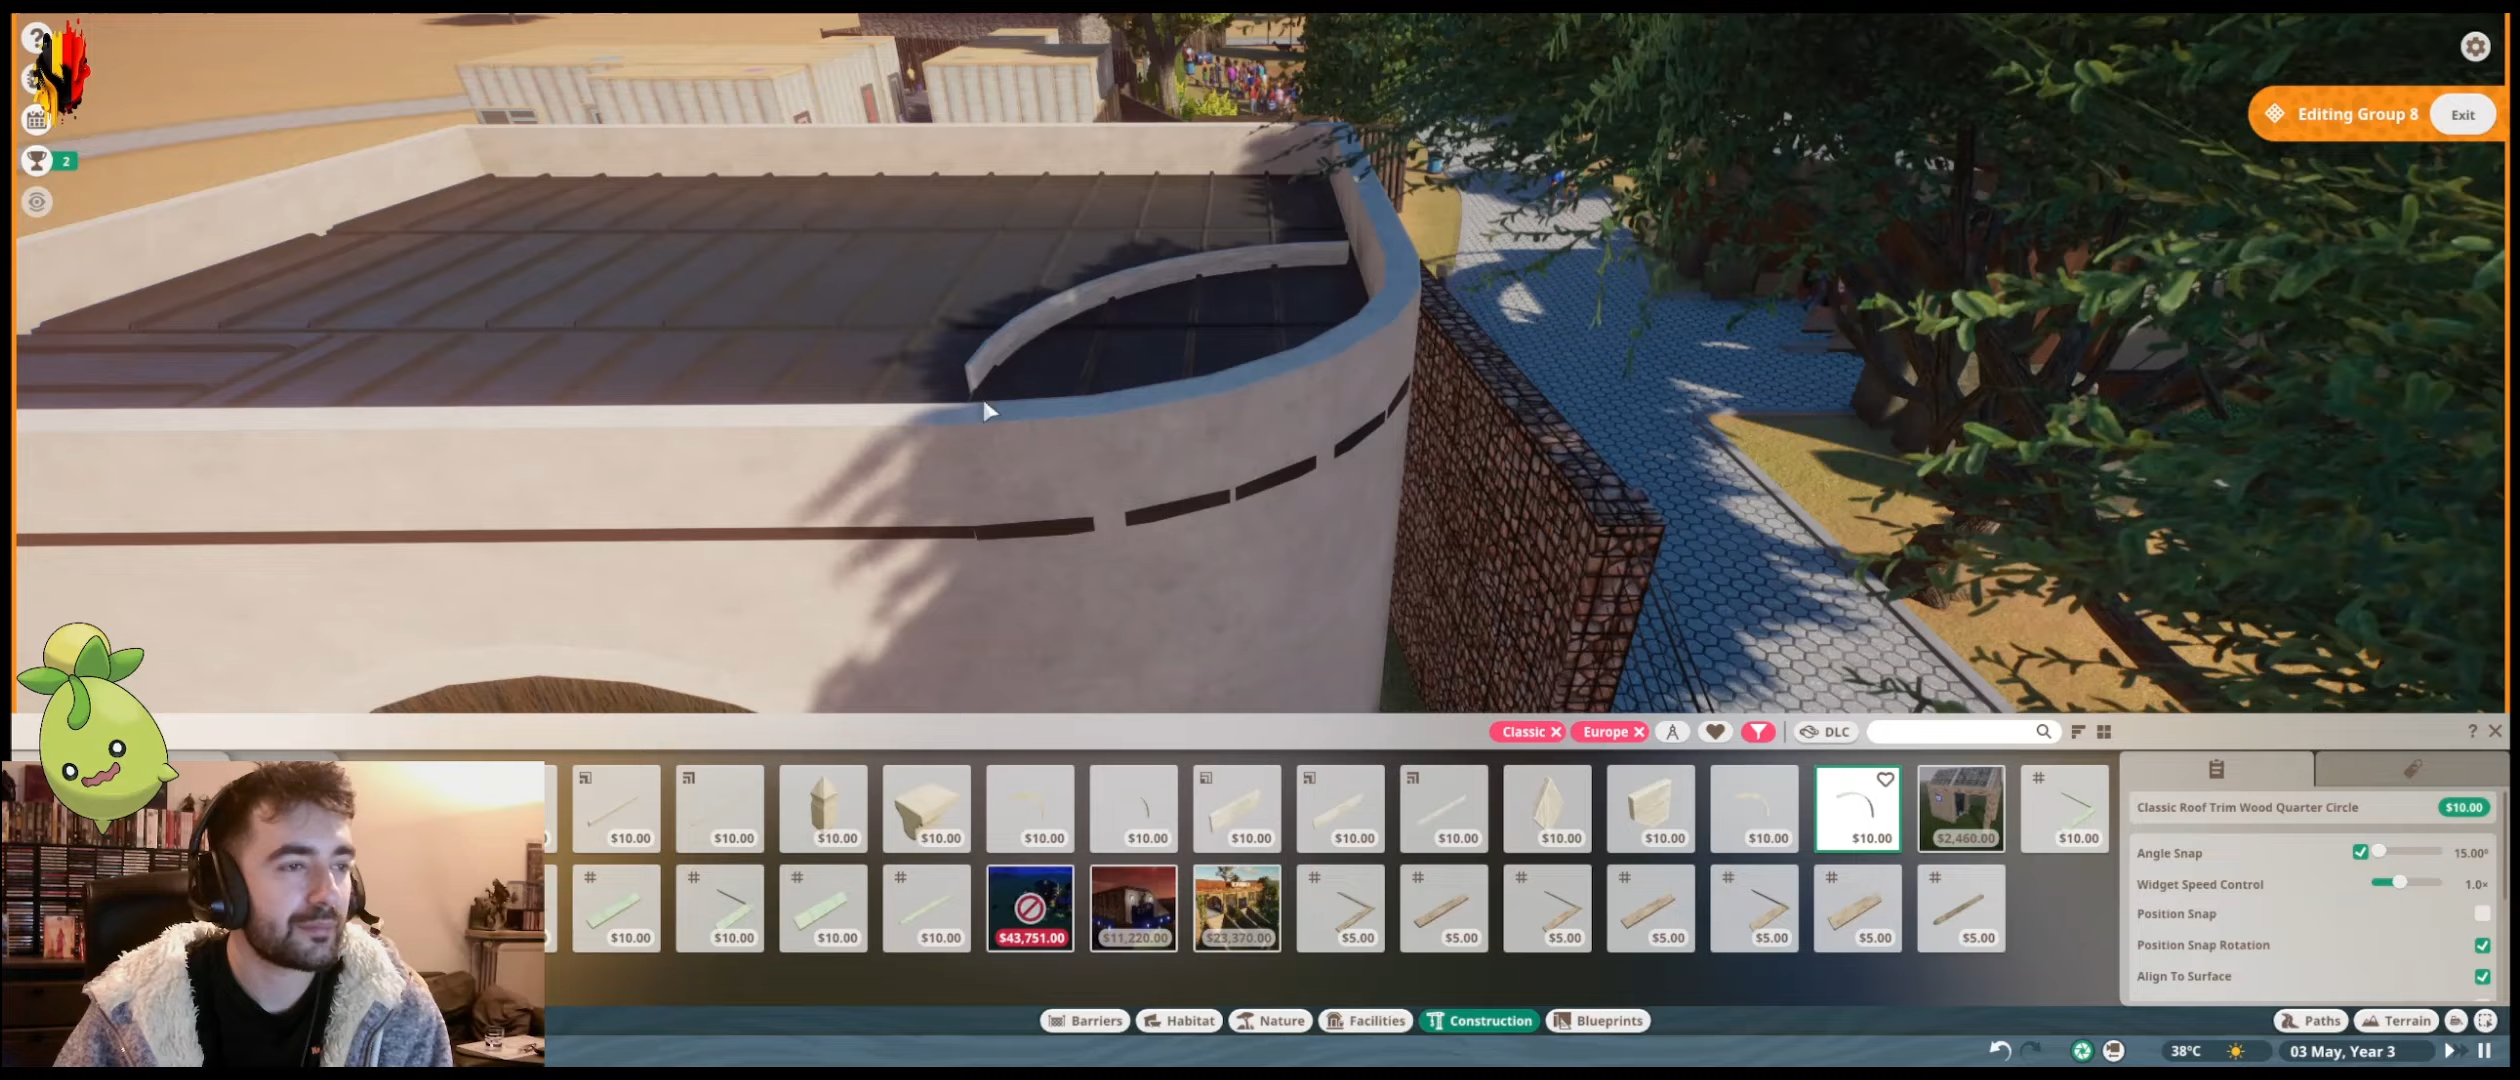 ?
Editing Group 8 Exit
2
Classic × Europe × DLC ? ×
$10.00 $10.00 $10.00 $10.00 $10.00 $10.00 $10.00 $10.00 $10.00 $10.00 $10.00 $10.00 $10.00 $2,460.00 $10.00
# $10.00 # $10.00 # $10.00 # $10.00 $43,751.00 $11,220.00 $23,370.00 # $5.00 # $5.00 # $5.00 # $5.00 # $5.00 # $5.00 # $5.00
Classic Roof Trim Wood Quarter Circle $10.00
Angle Snap 15.00°
Widget Speed Control 1.0×
Position Snap
Position Snap Rotation
Align To Surface
Barriers Habitat Nature Facilities Construction Blueprints Paths Terrain
38°C 03 May, Year 3